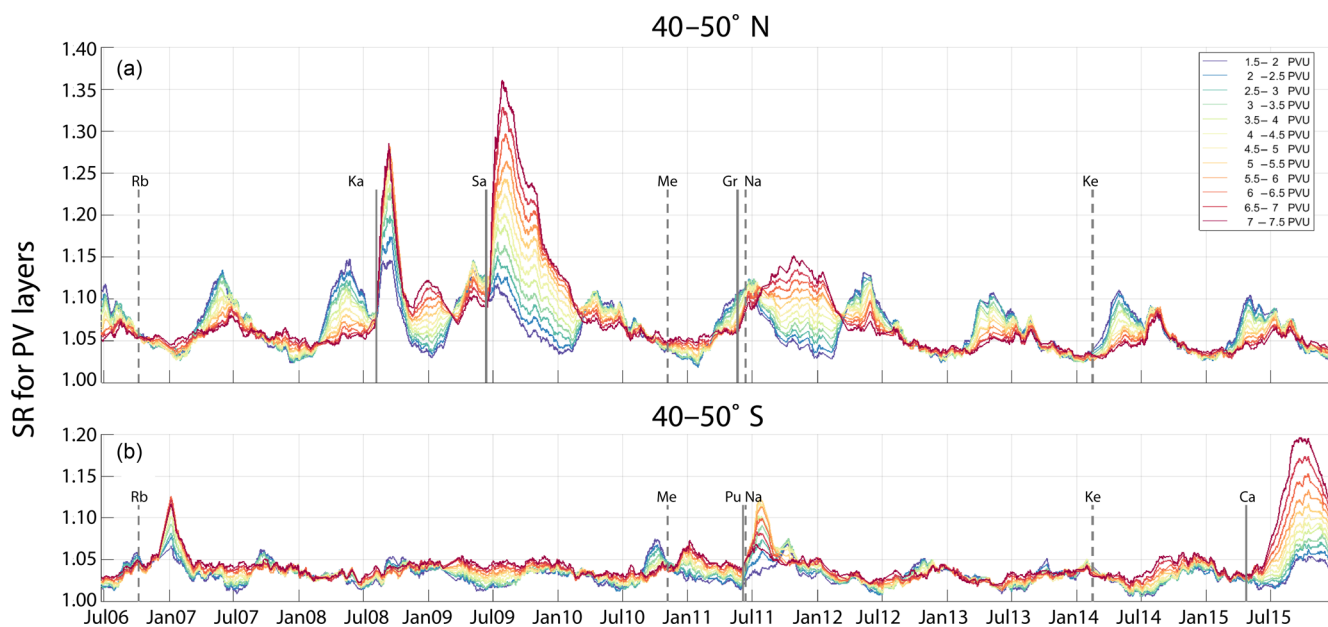 40–50° N
SR for PV layers
(a)
1.40
1.35
1.30
1.25
1.20
1.15
1.10
1.05
1.00
Rb
Ka
Sa
Me
Gr
Na
Ke
1.5– 2 PVU
2 –2.5 PVU
2.5– 3 PVU
3 –3.5 PVU
3.5– 4 PVU
4 –4.5 PVU
4.5– 5 PVU
5 –5.5 PVU
5.5– 6 PVU
6 –6.5 PVU
6.5– 7 PVU
7 –7.5 PVU
40–50° S
(b)
1.20
1.15
1.10
1.05
1.00
Rb
Me
Pu
Na
Ke
Ca
Jul06 Jan07 Jul07 Jan08 Jul08 Jan09 Jul09 Jan10 Jul10 Jan11 Jul11 Jan12 Jul12 Jan13 Jul13 Jan14 Jul14 Jan15 Jul15